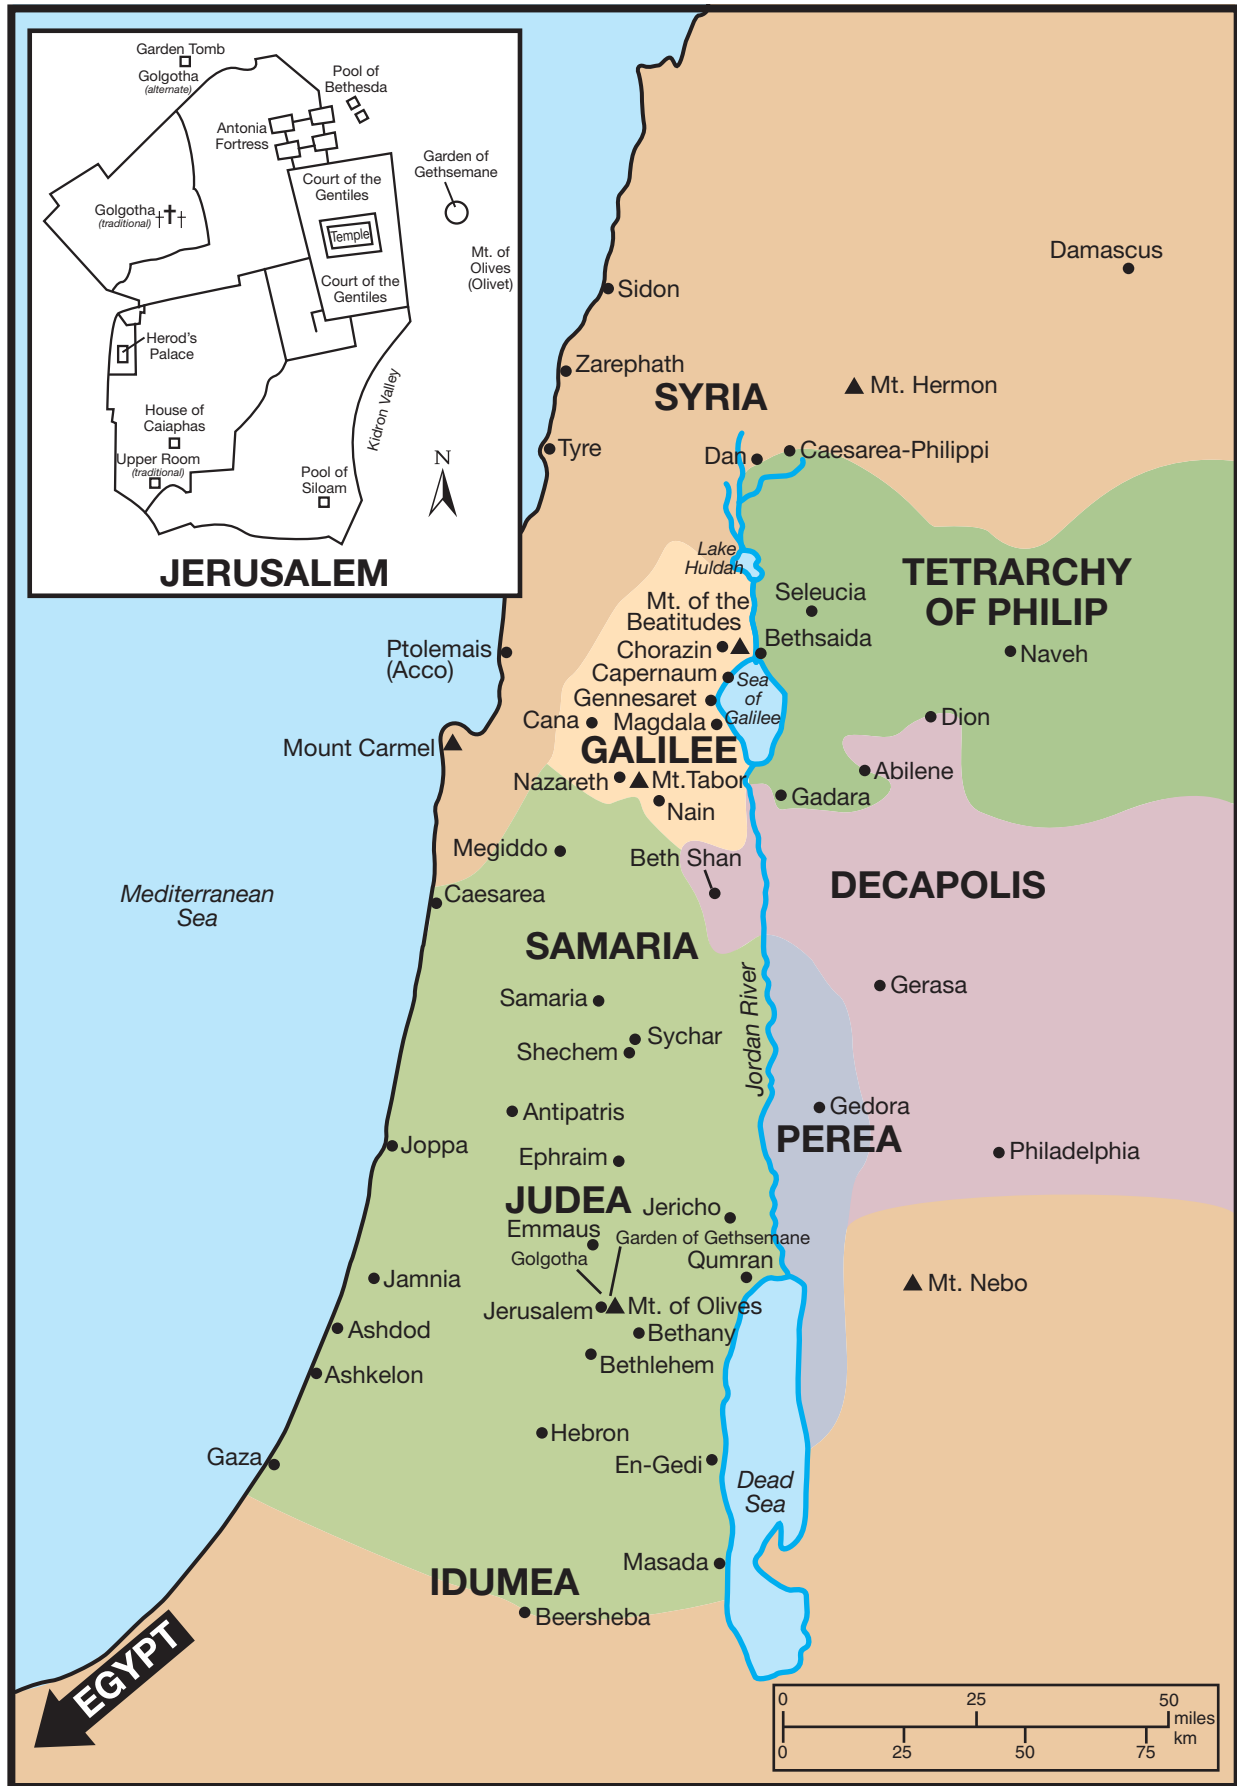 Garden Tomb
Golgotha
(alternate)
Pool of
Bethesda
Antonia
Fortress
Garden of
Gethsemane
Court of the
Gentiles
Golgotha
(traditional)
Temple
Mt. of
Olives
(Olivet)
Court of the
Gentiles
Herod's
Palace
Kidron Valley
House of
Caiaphas
Upper Room
(traditional)
Pool of
Siloam
N
JERUSALEM
Damascus
Sidon
Zarephath
SYRIA
Mt. Hermon
Tyre
Dan
Caesarea-Philippi
Lake
Huldah
TETRARCHY
OF PHILIP
Seleucia
Mt. of the
Beatitudes
Bethsaida
Chorazin
Naveh
Ptolemais
(Acco)
Capernaum
Sea
of
Galilee
Gennesaret
Cana
Magdala
Dion
Mount Carmel
GALILEE
Abilene
Nazareth
Mt.Tabor
Gadara
Nain
Megiddo
Beth Shan
DECAPOLIS
Mediterranean
Sea
Caesarea
SAMARIA
Jordan River
Gerasa
Samaria
Sychar
Shechem
Antipatris
Gedora
PEREA
Joppa
Philadelphia
Ephraim
JUDEA
Jericho
Emmaus
Garden of Gethsemane
Golgotha
Qumran
Jamnia
Mt. Nebo
Jerusalem
Mt. of Olives
Ashdod
Bethany
Bethlehem
Ashkelon
Hebron
Gaza
En-Gedi
Dead
Sea
Masada
IDUMEA
Beersheba
EGYPT
0 25 50
miles
km
0 25 50 75